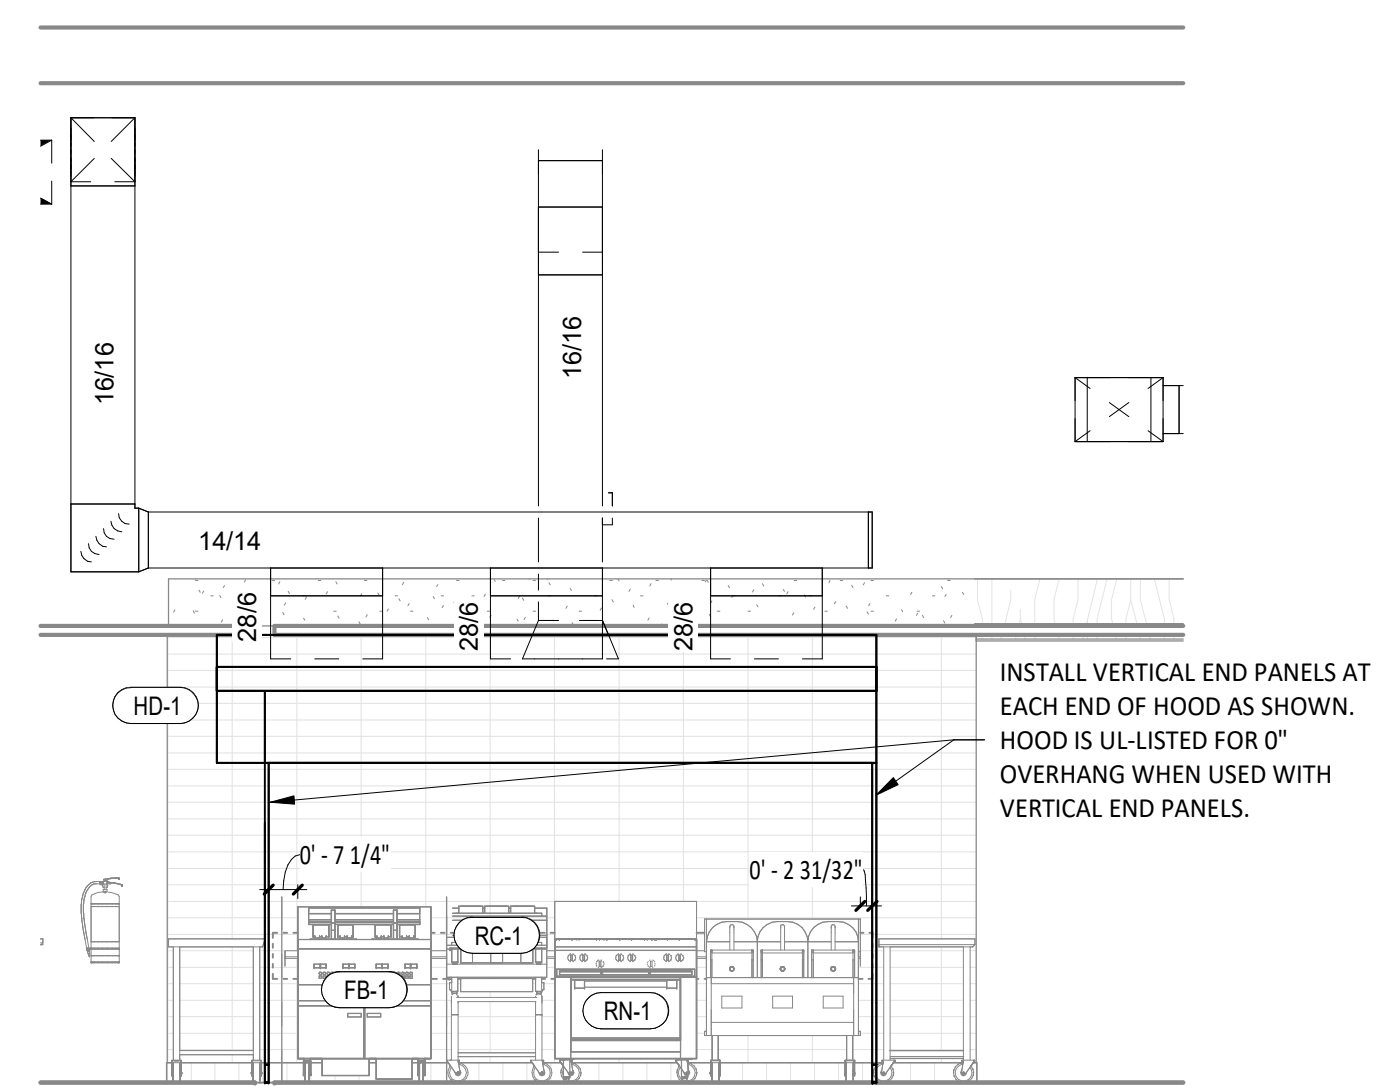 16/16
16/16
14/14
28/6
28/6
28/6
HD-1
INSTALL VERTICAL END PANELS AT
EACH END OF HOOD AS SHOWN.
HOOD IS UL-LISTED FOR 0"
OVERHANG WHEN USED WITH
VERTICAL END PANELS.
0' - 7 1/4"
0' - 2 31/32"
RC-1
FB-1
RN-1